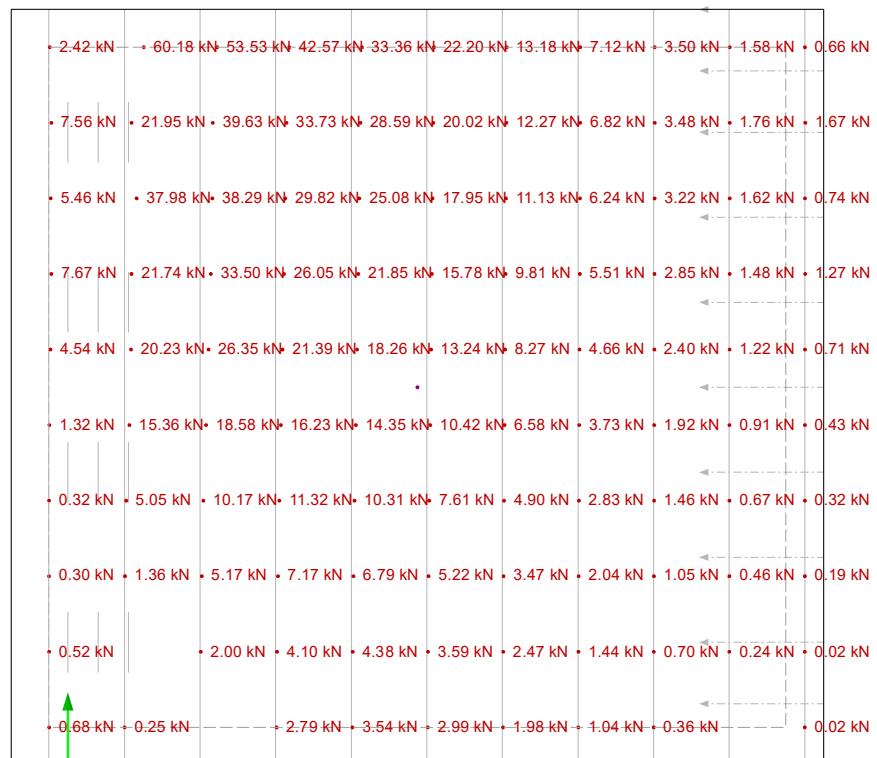 2.42 kN 60.18 kN 53.53 kN 42.57 kN 33.36 kN 22.20 kN 13.18 kN 7.12 kN 3.50 kN 1.58 kN 0.66 kN
7.56 kN 21.95 kN 39.63 kN 33.73 kN 28.59 kN 20.02 kN 12.27 kN 6.82 kN 3.48 kN 1.76 kN 1.67 kN
5.46 kN 37.98 kN 38.29 kN 29.82 kN 25.08 kN 17.95 kN 11.13 kN 6.24 kN 3.22 kN 1.62 kN 0.74 kN
7.67 kN 21.74 kN 33.50 kN 26.05 kN 21.85 kN 15.78 kN 9.81 kN 5.51 kN 2.85 kN 1.48 kN 1.27 kN
4.54 kN 20.23 kN 26.35 kN 21.39 kN 18.26 kN 13.24 kN 8.27 kN 4.66 kN 2.40 kN 1.22 kN 0.71 kN
1.32 kN 15.36 kN 18.58 kN 16.23 kN 14.35 kN 10.42 kN 6.58 kN 3.73 kN 1.92 kN 0.91 kN 0.43 kN
0.32 kN 5.05 kN 10.17 kN 11.32 kN 10.31 kN 7.61 kN 4.90 kN 2.83 kN 1.46 kN 0.67 kN 0.32 kN
0.30 kN 1.36 kN 5.17 kN 7.17 kN 6.79 kN 5.22 kN 3.47 kN 2.04 kN 1.05 kN 0.46 kN 0.19 kN
0.52 kN 2.00 kN 4.10 kN 4.38 kN 3.59 kN 2.47 kN 1.44 kN 0.70 kN 0.24 kN 0.02 kN
0.68 kN 0.25 kN 2.79 kN 3.54 kN 2.99 kN 1.98 kN 1.04 kN 0.36 kN 0.02 kN